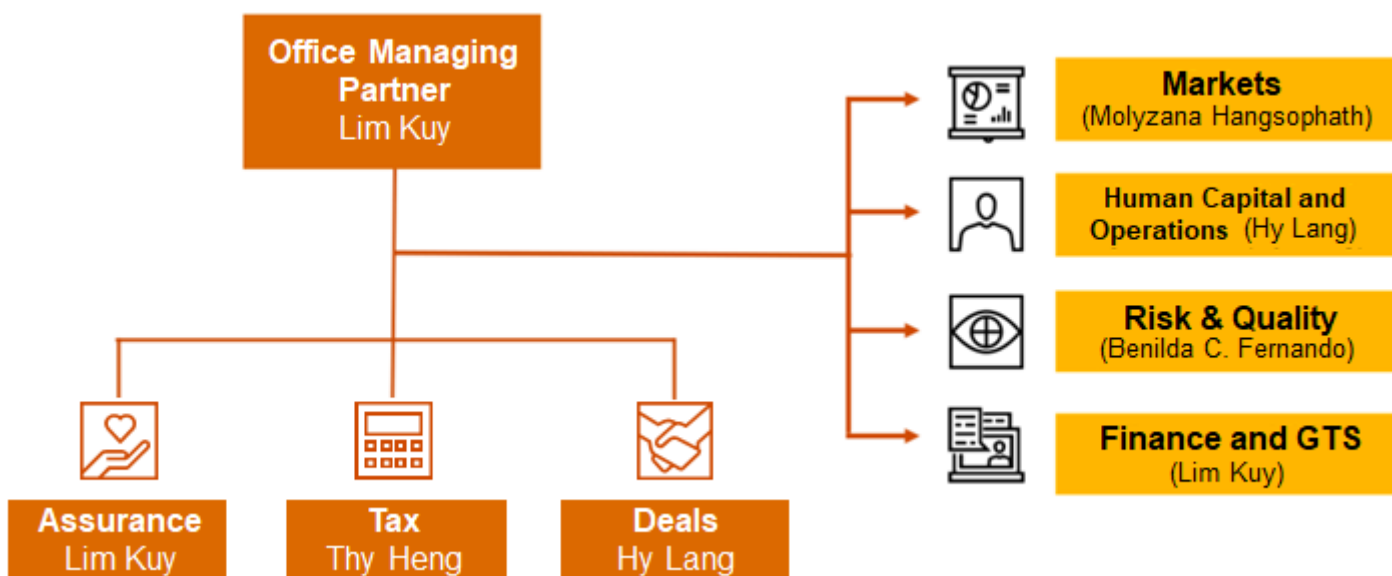 Office Managing
Partner
Lim Kuy
Markets
(Molyzana Hangsophath)
Human Capital and
Operations (Hy Lang)
Risk & Quality
(Benilda C. Fernando)
Finance and GTS
(Lim Kuy)
Assurance
Lim Kuy
Tax
Thy Heng
Deals
Hy Lang